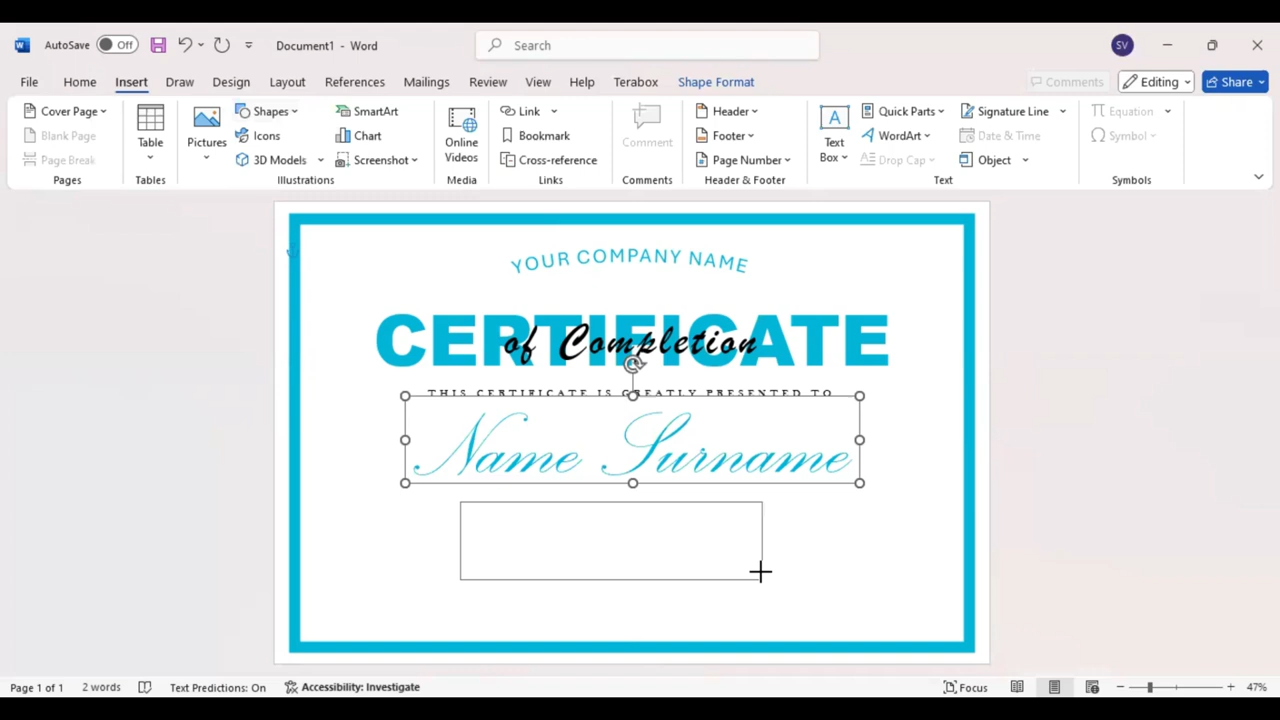 AutoSave Off Document1 - Word Search SV
File Home Insert Draw Design Layout References Mailings Review View Help Terabox Shape Format Comments Editing Share
Cover Page
Blank Page
Page Break
Pages
Table
Tables
Pictures
Shapes
Icons
3D Models
SmartArt
Chart
Screenshot
Illustrations
Online
Videos
Media
Link
Bookmark
Cross-reference
Links
Comment
Comments
Header
Footer
Page Number
Header & Footer
A
Text
Box
Quick Parts
WordArt
Drop Cap
Signature Line
Date & Time
Object
Text
Equation
Symbol
Symbols
YOUR COMPANY NAME
CERTIFICATE
of Completion
THIS CERTIFICATE IS GREATLY PRESENTED TO
Name Surname
Page 1 of 1 2 words Text Predictions: On Accessibility: Investigate Focus 47%